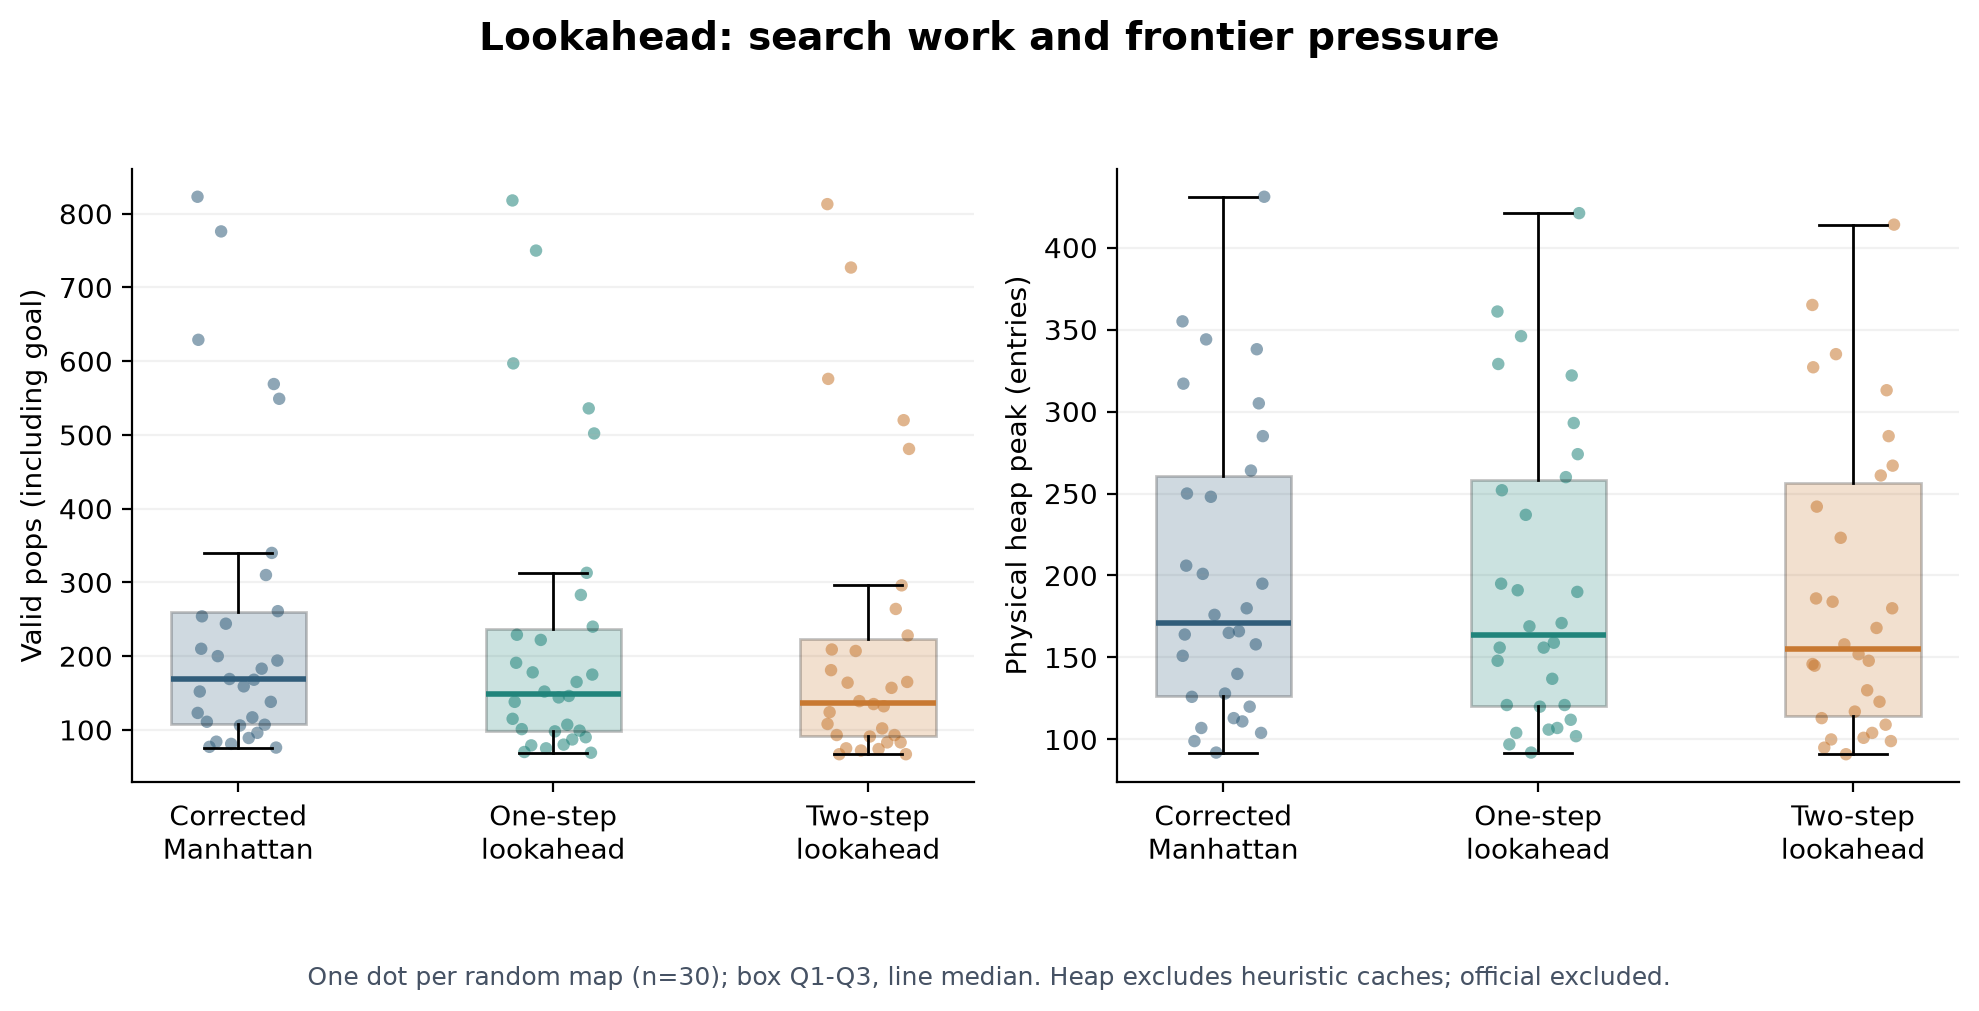 Lookahead: search work and frontier pressure
Valid pops (including goal)
800
700
600
500
400
300
200
100
Corrected
Manhattan
One-step
lookahead
Two-step
lookahead
Physical heap peak (entries)
400
350
300
250
200
150
100
Corrected
Manhattan
One-step
lookahead
Two-step
lookahead
One dot per random map (n=30); box Q1-Q3, line median. Heap excludes heuristic caches; official excluded.